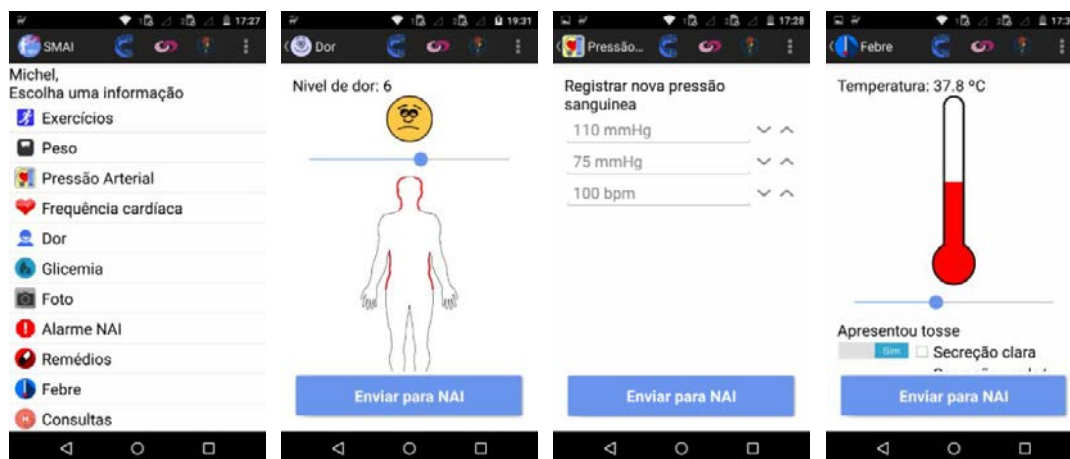 17:27
SMAI
Michel,
Escolha uma informação
Exercícios
Peso
Pressão Arterial
Frequência cardíaca
Dor
Glicemia
Foto
Alarme NAI
Remédios
Febre
Consultas
19:31
Dor
Nivel de dor: 6
Enviar para NAI
17:28
Pressão...
Registrar nova pressão
sanguinea
110 mmHg
75 mmHg
100 bpm
Enviar para NAI
Febre
Temperatura: 37.8 ºC
Apresentou tosse
Sim
Secreção clara
Enviar para NAI